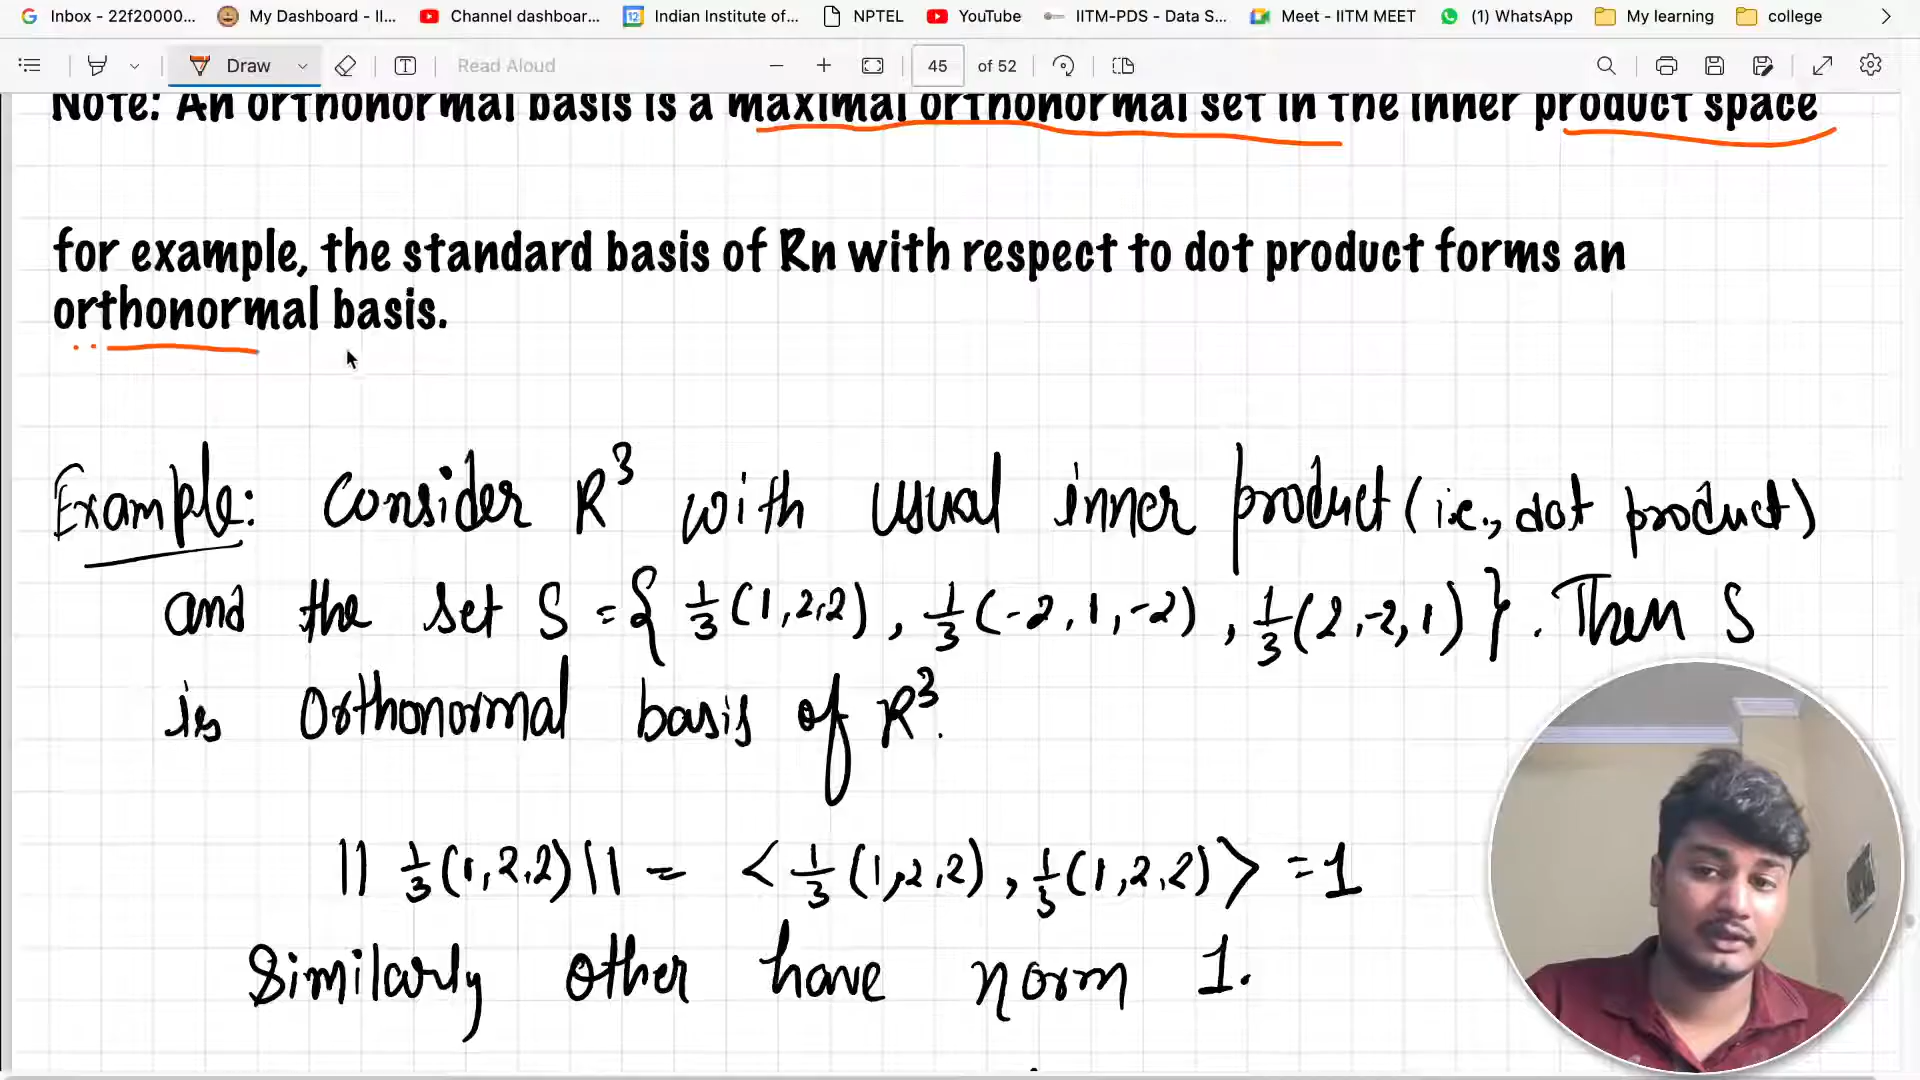 Inbox - 22f20000... My Dashboard - II... Channel dashboar... Indian Institute of... NPTEL YouTube IITM-PDS - Data S... Meet - IITM MEET (1) WhatsApp My learning college
Draw Read Aloud 45 of 52
Note: An orthonormal basis is a maximal orthonormal set in the inner product space
for example, the standard basis of Rn with respect to dot product forms an
orthonormal basis.
Example: Consider R³ with usual inner product (i.e., dot product)
and the set S = { 1/3 (1,2,2), 1/3 (-2,1,-2), 1/3 (2,-2,1) }. Then S
is Orthonormal basis of R³.
|| 1/3 (1,2,2) || = < 1/3 (1,2,2), 1/3 (1,2,2) > = 1
Similarly other have norm 1.